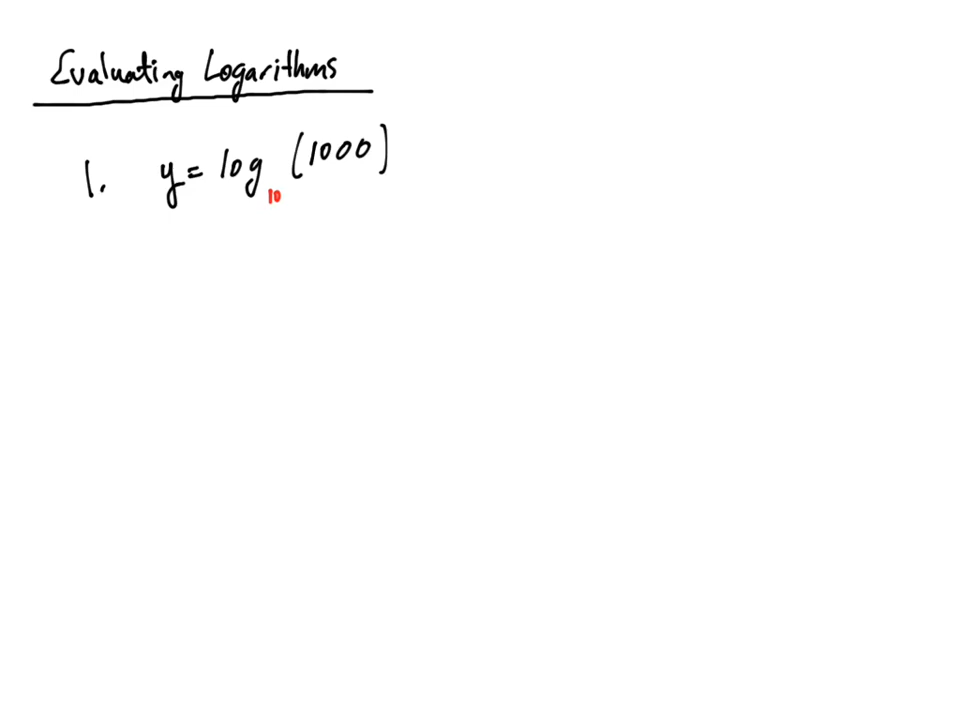 Evaluating Logarithms
1. y = log₁₀ (1000)